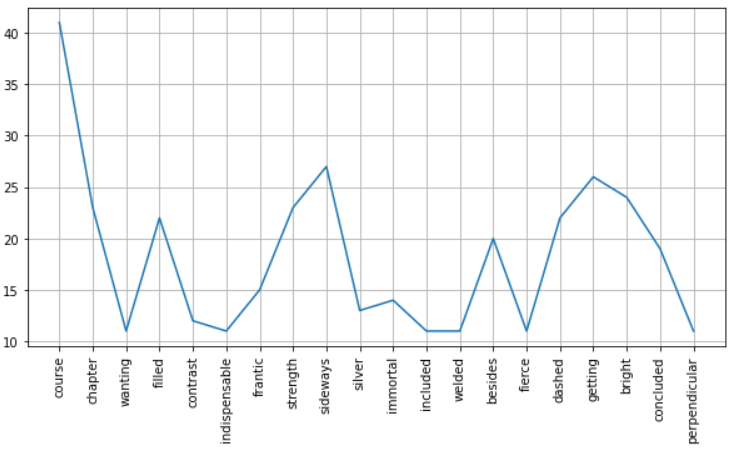 40
35
30
25
20
15
10
course
chapter
wanting
filled
contrast
indispensable
frantic
strength
sideways
silver
immortal
included
welded
besides
fierce
dashed
getting
bright
concluded
perpendicular